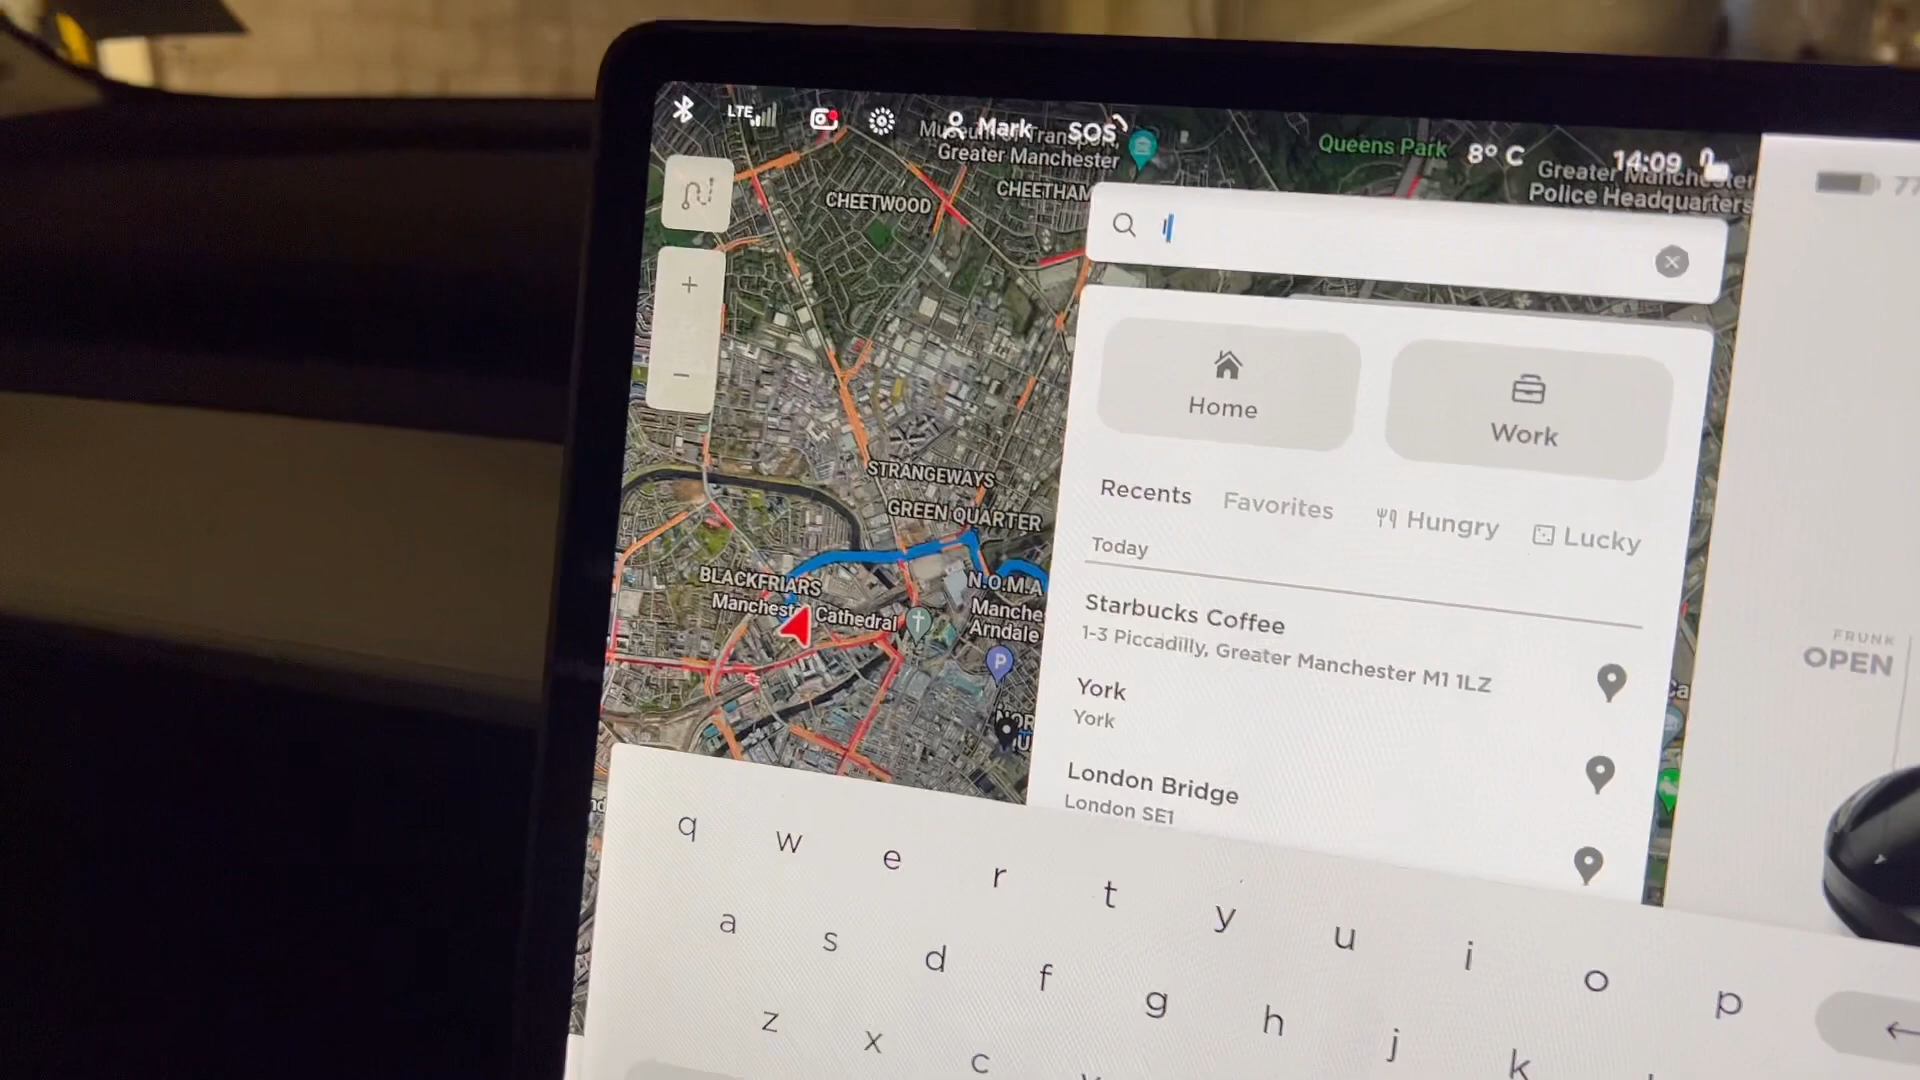 LTE
Mark
SOS
Queens Park
8° C
14:09
Greater Manchester
Police Headquarters
Greater Manchester
CHEETHAM
CHEETWOOD
+
−
Home
Work
STRANGEWAYS
GREEN QUARTER
Recents
Favorites
Hungry
Lucky
Today
BLACKFRIARS
Manchester Cathedral
N.O.M.A
Manche
Arndale
P
Starbucks Coffee
1-3 Piccadilly, Greater Manchester M1 1LZ
York
York
London Bridge
London SE1
FRUNK
OPEN
q w e r t y u i o p
a s d f g h j k
z x c